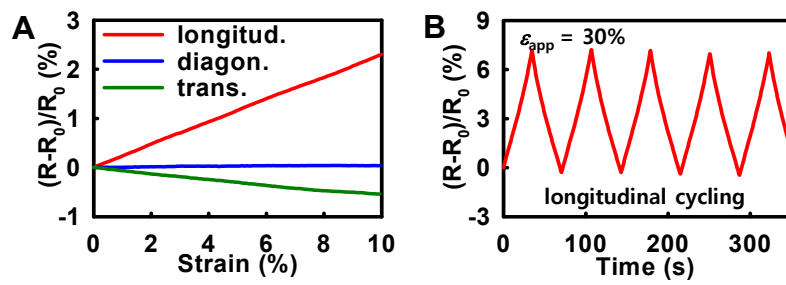 A
(R-R0)/R0 (%)
3
2
1
0
-1
longitud.
diagon.
trans.
0 2 4 6 8 10
Strain (%)
B
(R-R0)/R0 (%)
9
6
3
0
-3
εapp = 30%
longitudinal cycling
0 100 200 300
Time (s)